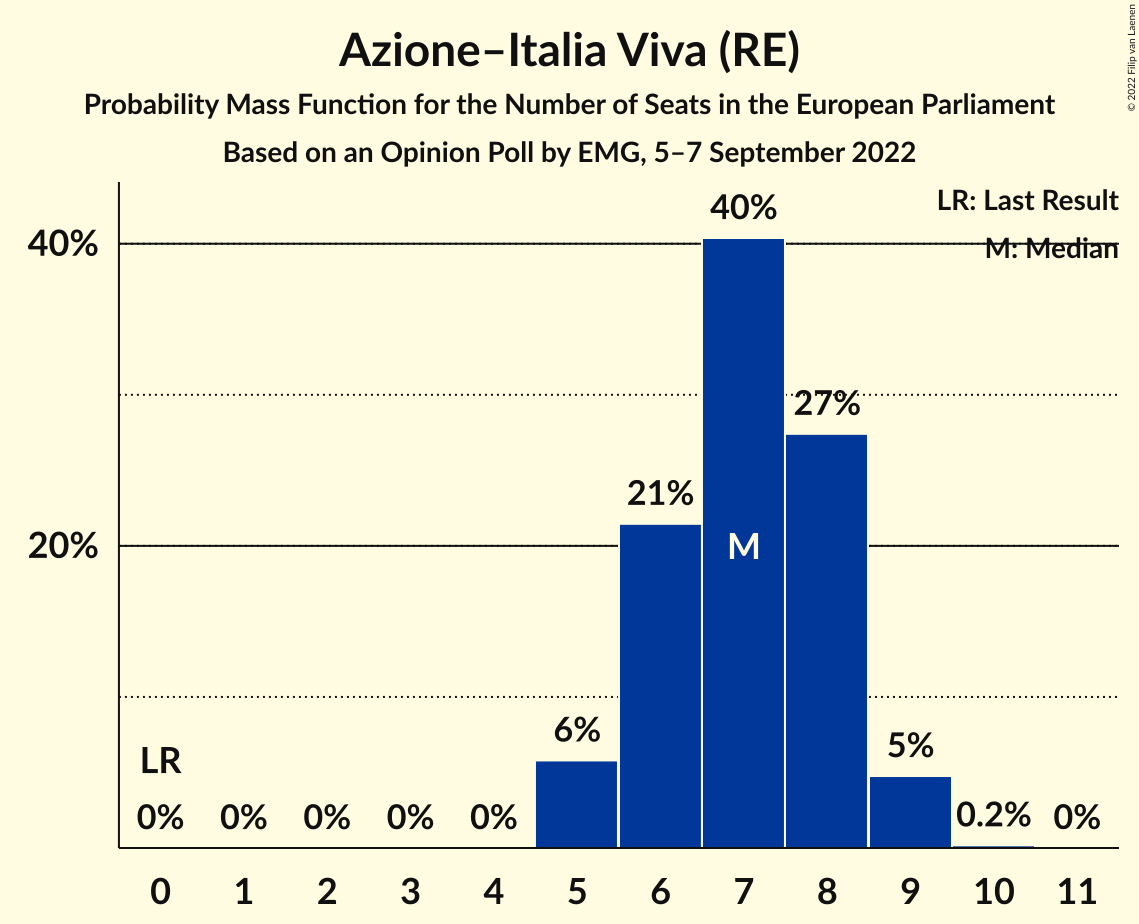 Azione–Italia Viva (RE)
Probability Mass Function for the Number of Seats in the European Parliament
Based on an Opinion Poll by EMG, 5–7 September 2022
© 2022 Filip van Laenen
LR: Last Result
M: Median
40%
20%
LR
0%
0%
0%
0%
0%
6%
21%
40%
M
27%
5%
0.2%
0%
0 1 2 3 4 5 6 7 8 9 10 11